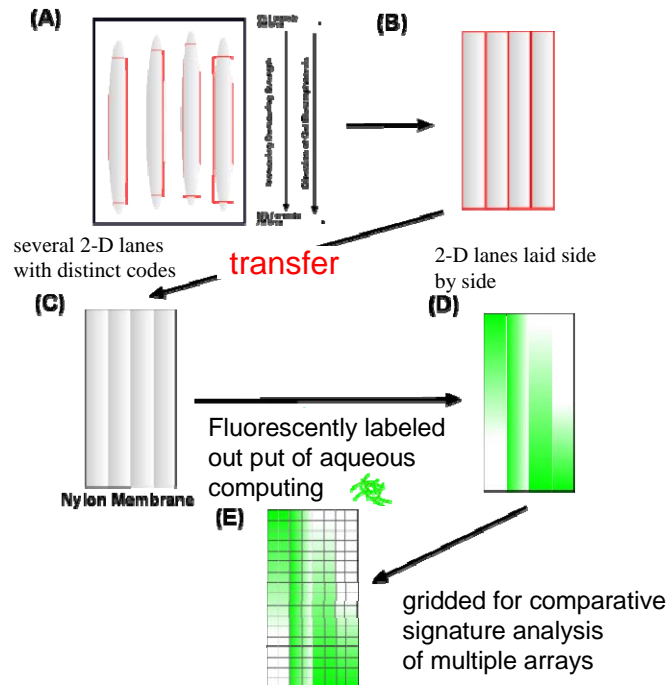 (A)
(B)
several 2-D lanes
with distinct codes
transfer
2-D lanes laid side
by side
(C)
(D)
Fluorescently labeled
out put of aqueous
computing
Nylon Membrane
(E)
gridded for comparative
signature analysis
of multiple arrays